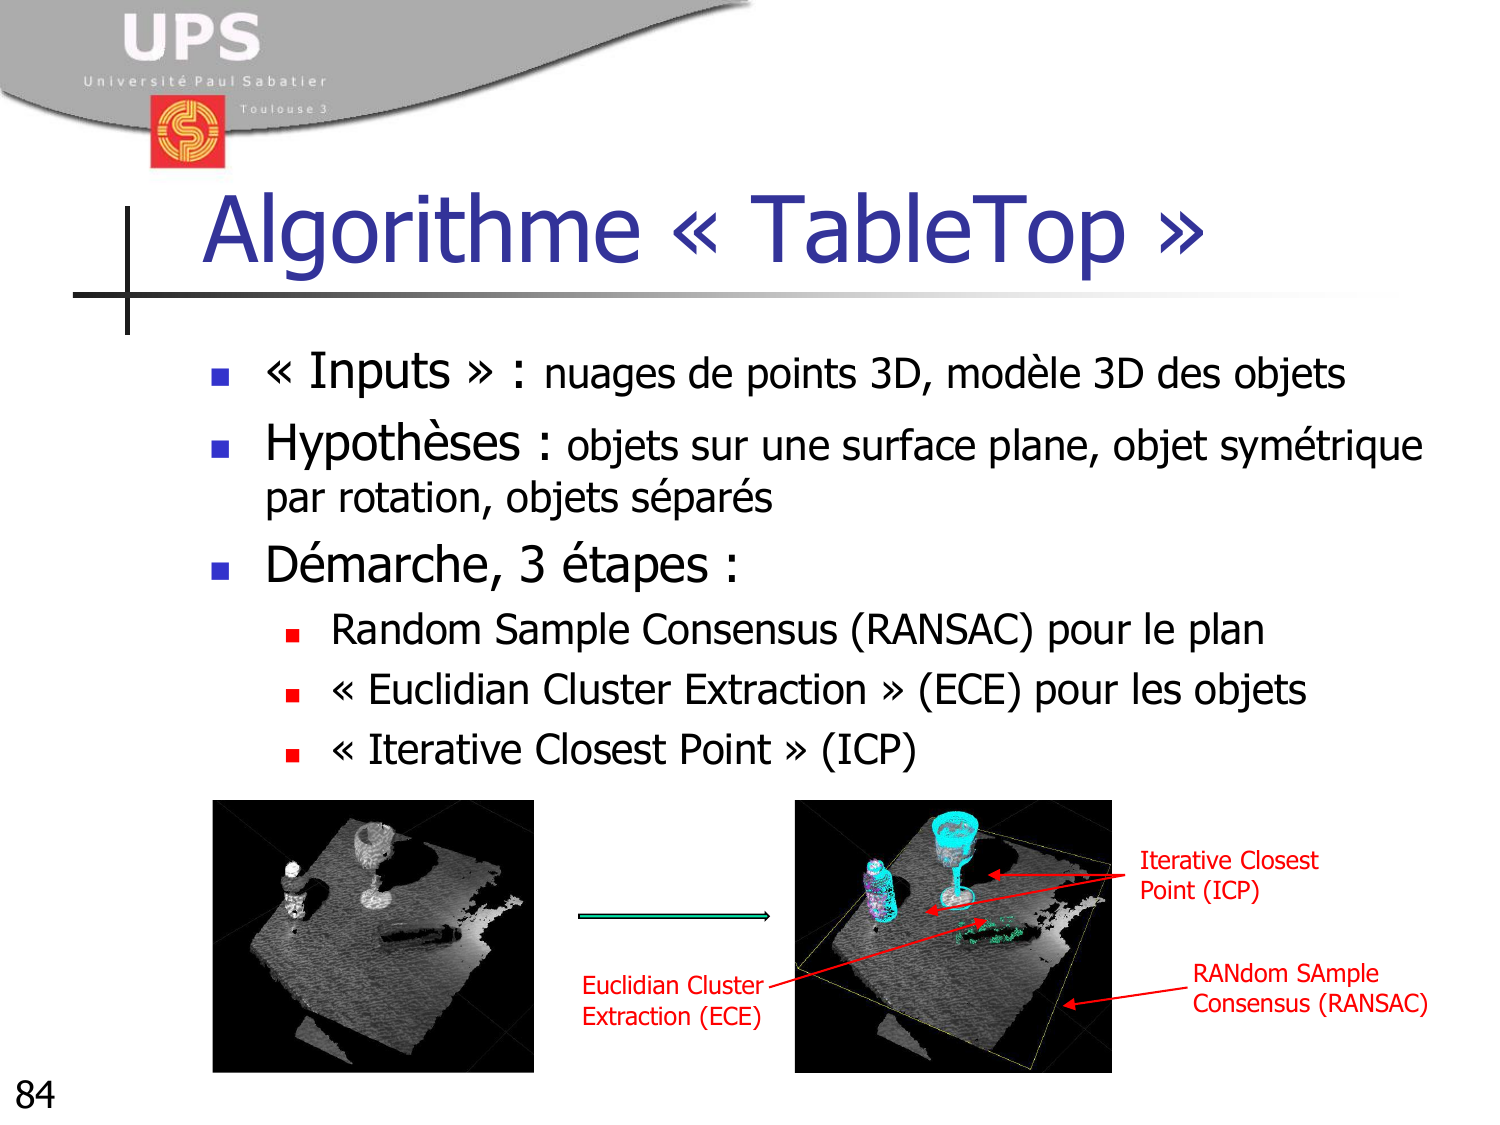 UPS
Université Paul Sabatier
Toulouse 3
Algorithme « TableTop »
« Inputs » : nuages de points 3D, modèle 3D des objets
Hypothèses : objets sur une surface plane, objet symétrique
par rotation, objets séparés
Démarche, 3 étapes :
Random Sample Consensus (RANSAC) pour le plan
« Euclidian Cluster Extraction » (ECE) pour les objets
« Iterative Closest Point » (ICP)
Iterative Closest
Point (ICP)
Euclidian Cluster
Extraction (ECE)
RANdom SAmple
Consensus (RANSAC)
84